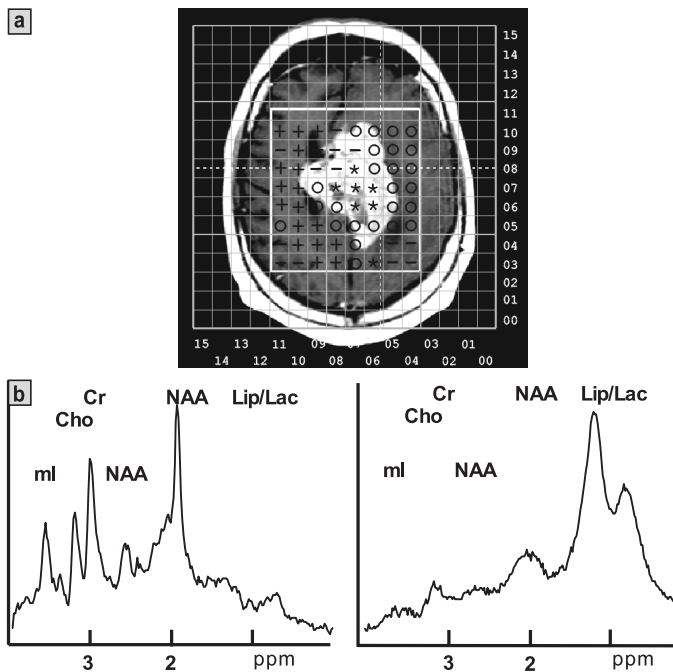 a
15
14
13
12
11
10
09
08
07
06
05
04
03
02
01
00
15 13 11 09 07 05 03 01
14 12 10 08 06 04 02 00
b
Cr NAA Lip/Lac
Cho
mI NAA
3 2 ppm
Cr NAA Lip/Lac
Cho
mI NAA
3 2 ppm